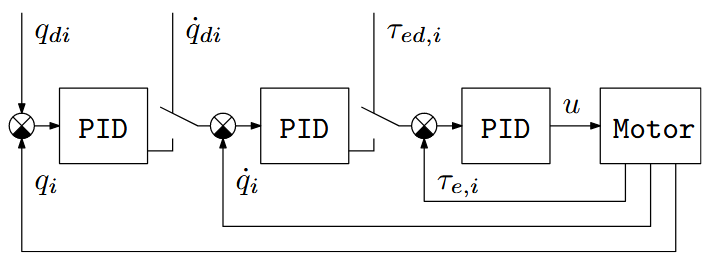 q_{di} \dot{q}_{di} τ_{ed,i}
PID PID PID u Motor
q_i \dot{q}_i τ_{e,i}